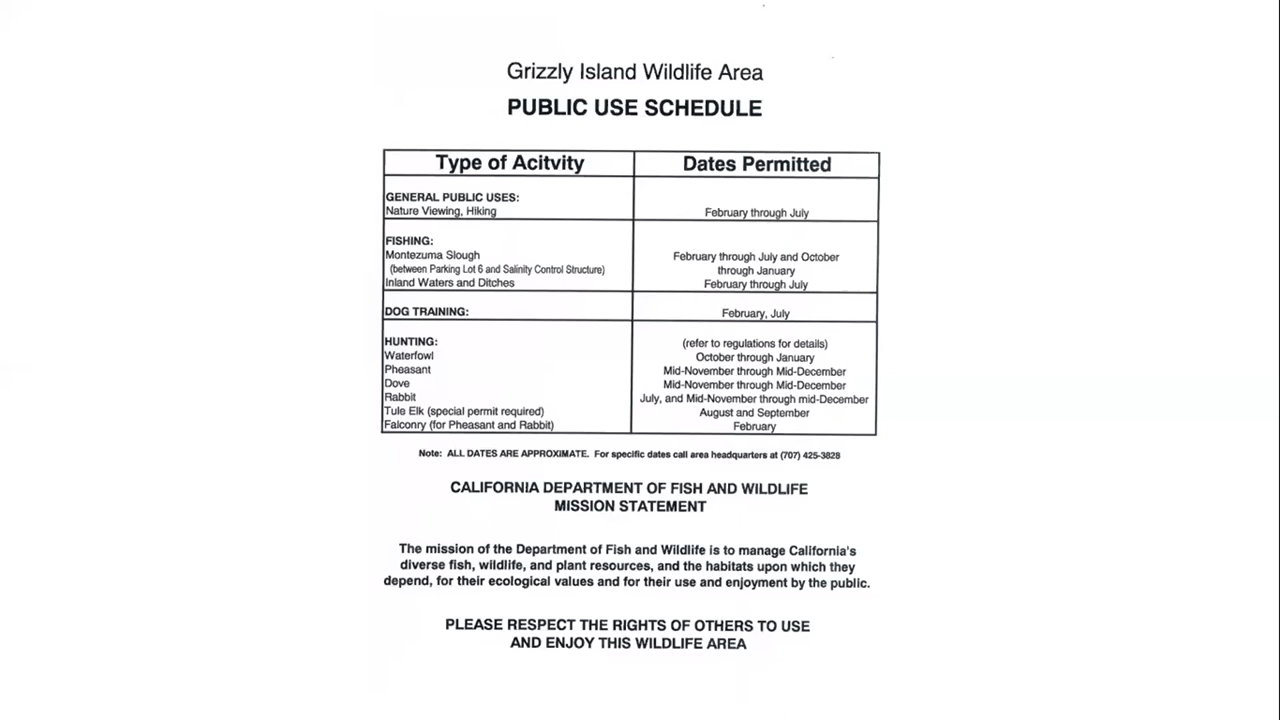 Grizzly Island Wildlife Area
PUBLIC USE SCHEDULE
Type of Acitvity
Dates Permitted
GENERAL PUBLIC USES:
Nature Viewing, Hiking
February through July
FISHING:
Montezuma Slough
February through July and October
(between Parking Lot 6 and Salinity Control Structure)
through January
Inland Waters and Ditches
February through July
DOG TRAINING:
February, July
HUNTING:
(refer to regulations for details)
Waterfowl
October through January
Pheasant
Mid-November through Mid-December
Dove
Mid-November through Mid-December
Rabbit
July, and Mid-November through mid-December
Tule Elk (special permit required)
August and September
Falconry (for Pheasant and Rabbit)
February
Note: ALL DATES ARE APPROXIMATE. For specific dates call area headquarters at (707) 425-3828
CALIFORNIA DEPARTMENT OF FISH AND WILDLIFE
MISSION STATEMENT
The mission of the Department of Fish and Wildlife is to manage California's
diverse fish, wildlife, and plant resources, and the habitats upon which they
depend, for their ecological values and for their use and enjoyment by the public.
PLEASE RESPECT THE RIGHTS OF OTHERS TO USE
AND ENJOY THIS WILDLIFE AREA